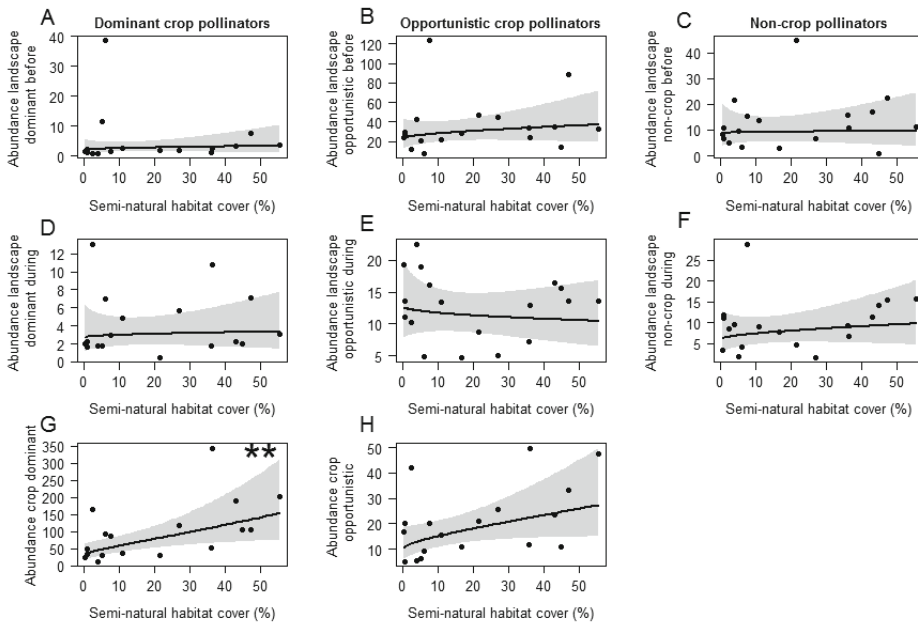 A
Dominant crop pollinators
Abundance landscape
dominant before
40
30
20
10
0
0 10 20 30 40 50
Semi-natural habitat cover (%)
B
Opportunistic crop pollinators
Abundance landscape
opportunistic before
120
100
80
60
40
20
0 10 20 30 40 50
Semi-natural habitat cover (%)
C
Non-crop pollinators
Abundance landscape
non-crop before
40
30
20
10
0
0 10 20 30 40 50
Semi-natural habitat cover (%)
D
Abundance landscape
dominant during
12
10
8
6
4
2
0
0 10 20 30 40 50
Semi-natural habitat cover (%)
E
Abundance landscape
opportunistic during
20
15
10
5
0 10 20 30 40 50
Semi-natural habitat cover (%)
F
Abundance landscape
non-crop during
25
20
15
10
5
0 10 20 30 40 50
Semi-natural habitat cover (%)
G
Abundance crop dominant
350
300
250
200
150
100
50
0
**
0 10 20 30 40 50
Semi-natural habitat cover (%)
H
Abundance crop
opportunistic
50
40
30
20
10
0 10 20 30 40 50
Semi-natural habitat cover (%)